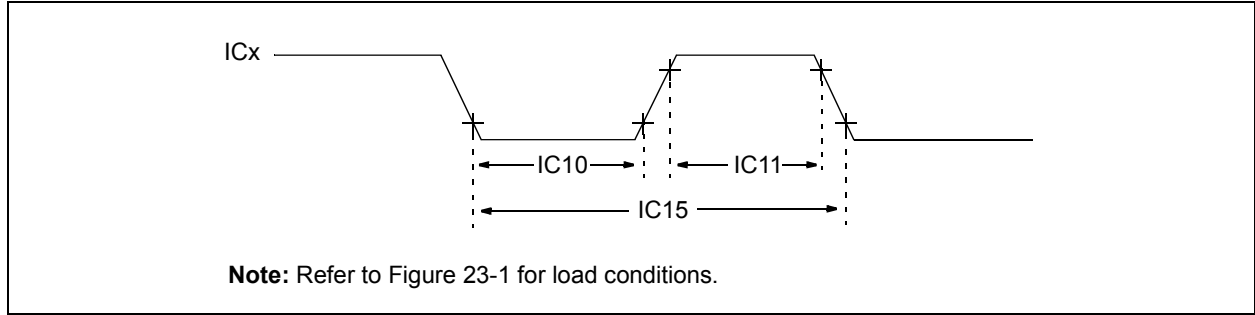 ICx
IC10
IC11
IC15
Note: Refer to Figure 23-1 for load conditions.